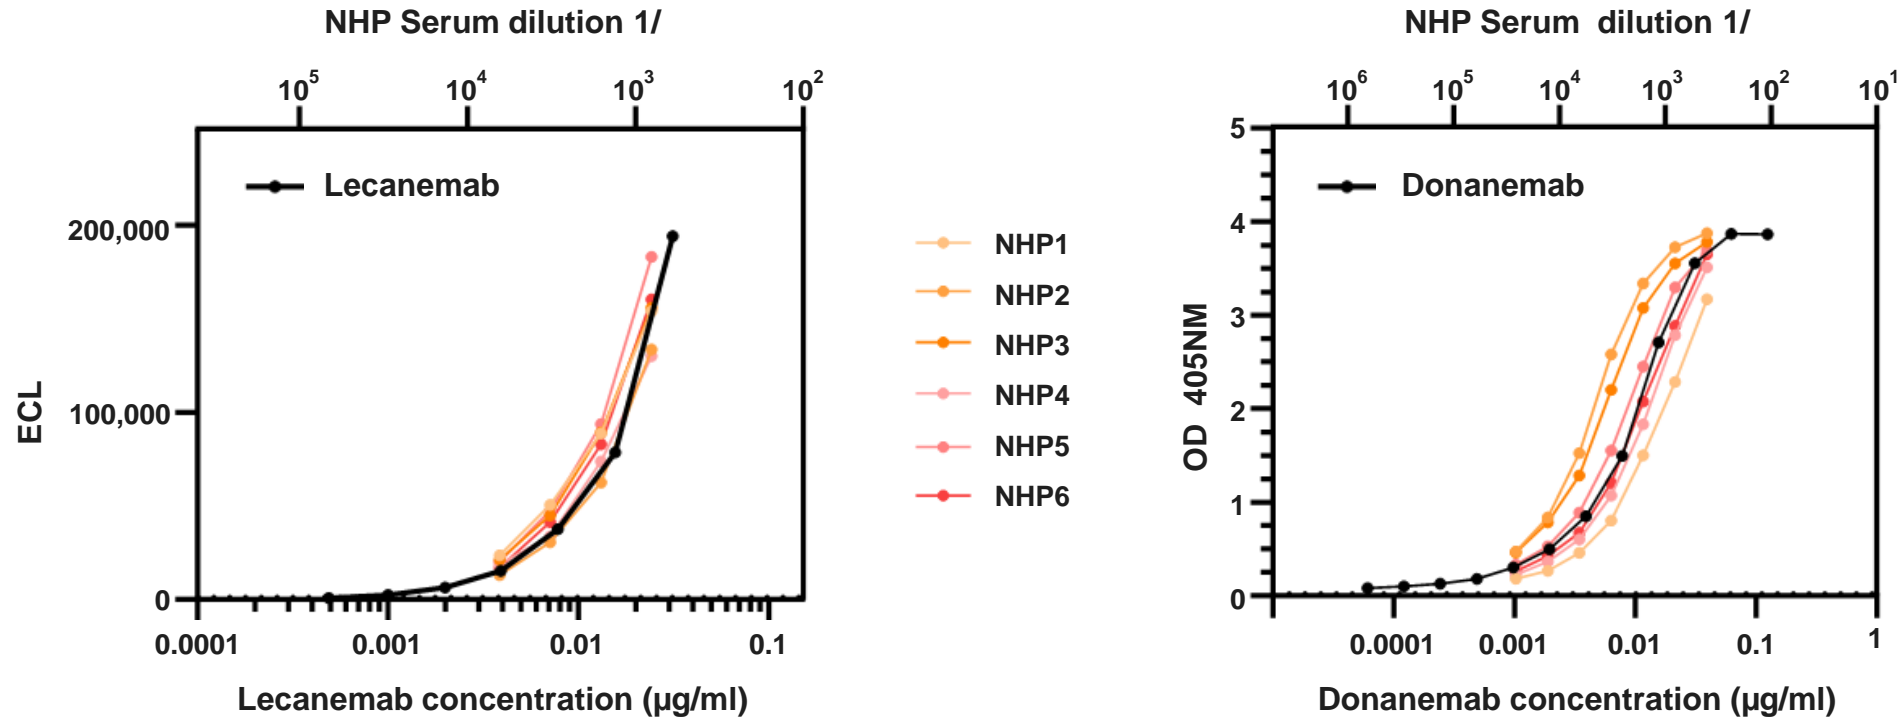 NHP Serum dilution 1/
10^5 10^4 10^3 10^2
Lecanemab
200,000
100,000
0
ECL
0.0001 0.001 0.01 0.1
Lecanemab concentration (µg/ml)
NHP1
NHP2
NHP3
NHP4
NHP5
NHP6
NHP Serum dilution 1/
10^6 10^5 10^4 10^3 10^2 10^1
Donanemab
5
4
3
2
1
0
OD 405NM
0.0001 0.001 0.01 0.1 1
Donanemab concentration (µg/ml)